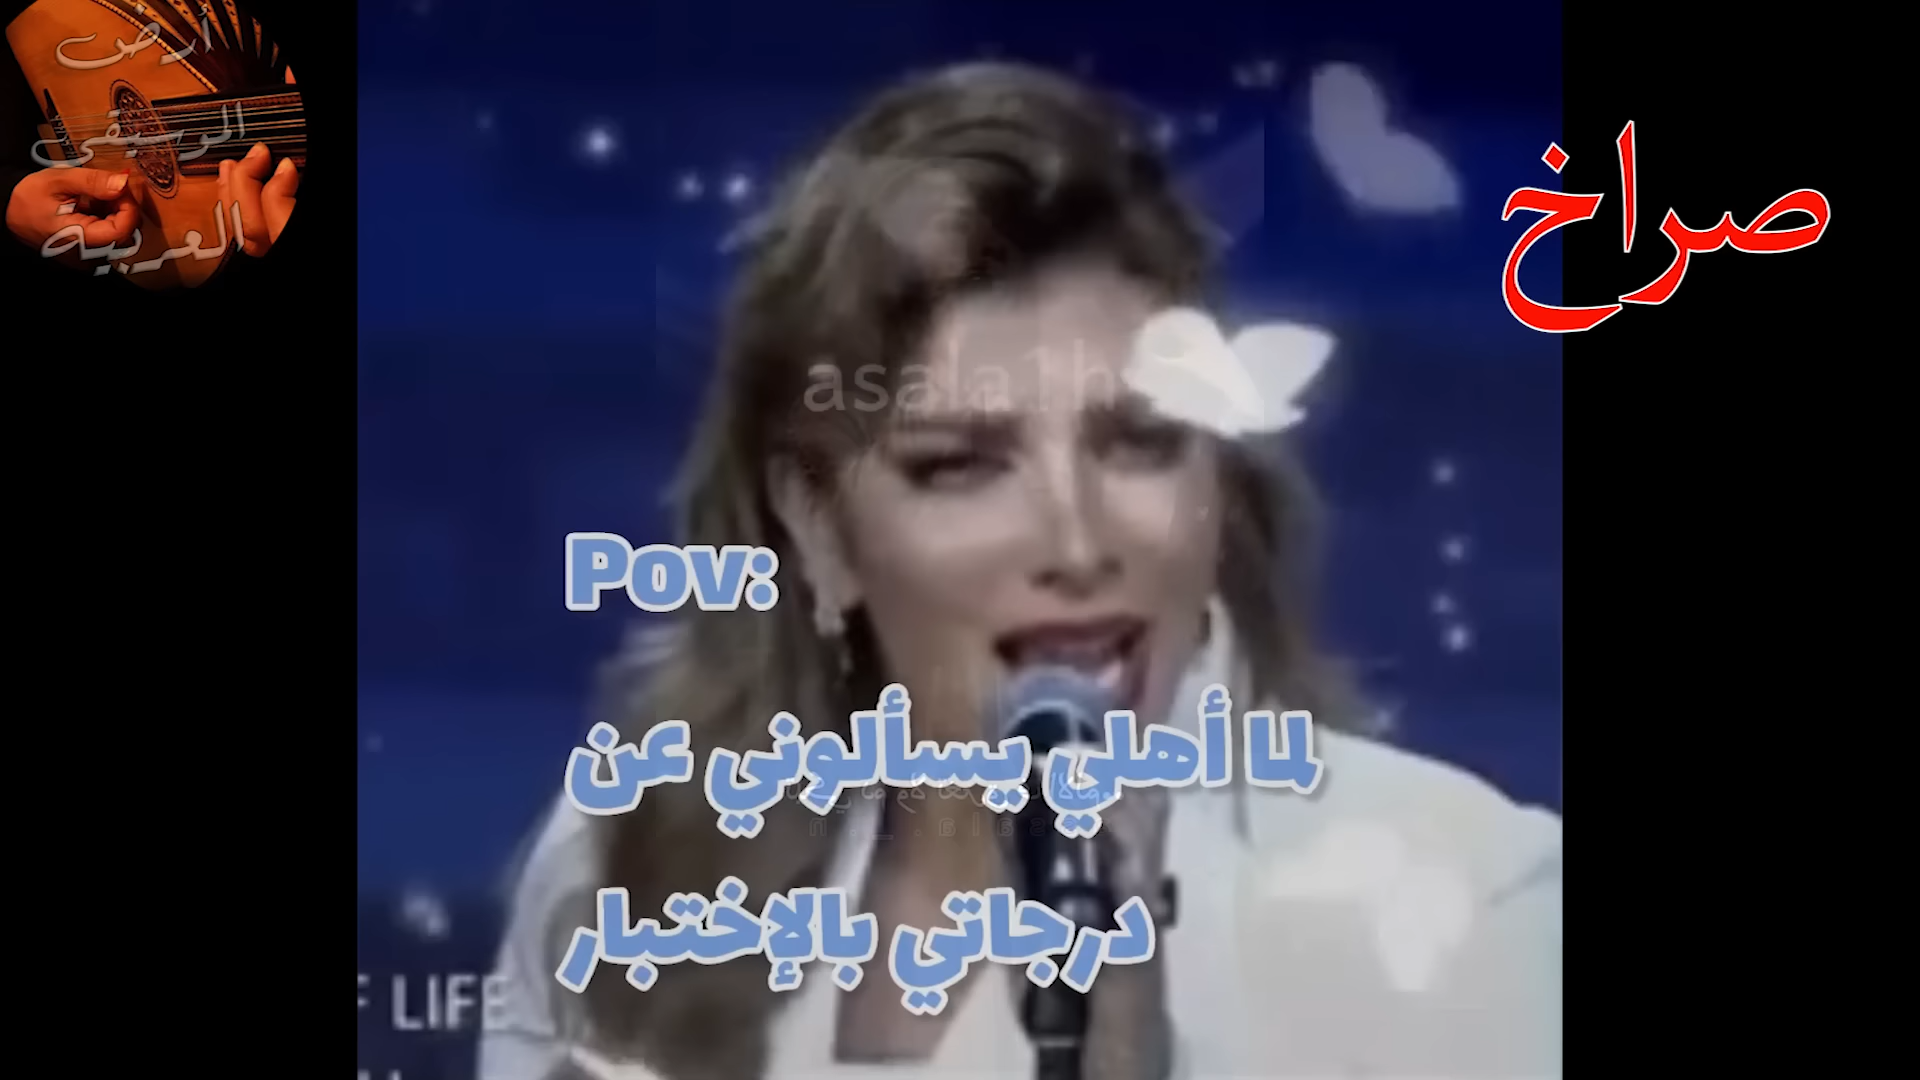 أرض
الموسيقى
العربية
صراخ
asala1h
Pov:
لما أهلي يسألوني عن
درجاتي بالإختبار
F LIFE